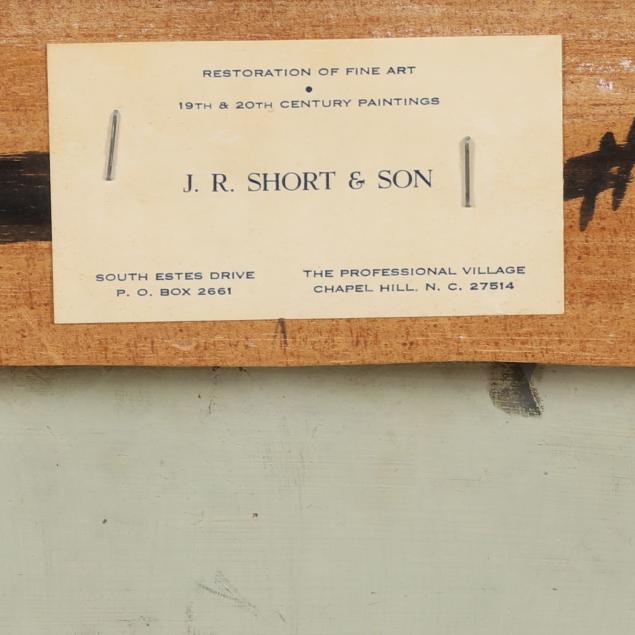 RESTORATION OF FINE ART
•
19TH & 20TH CENTURY PAINTINGS
J. R. SHORT & SON
SOUTH ESTES DRIVE
P. O. BOX 2661
THE PROFESSIONAL VILLAGE
CHAPEL HILL, N. C. 27514